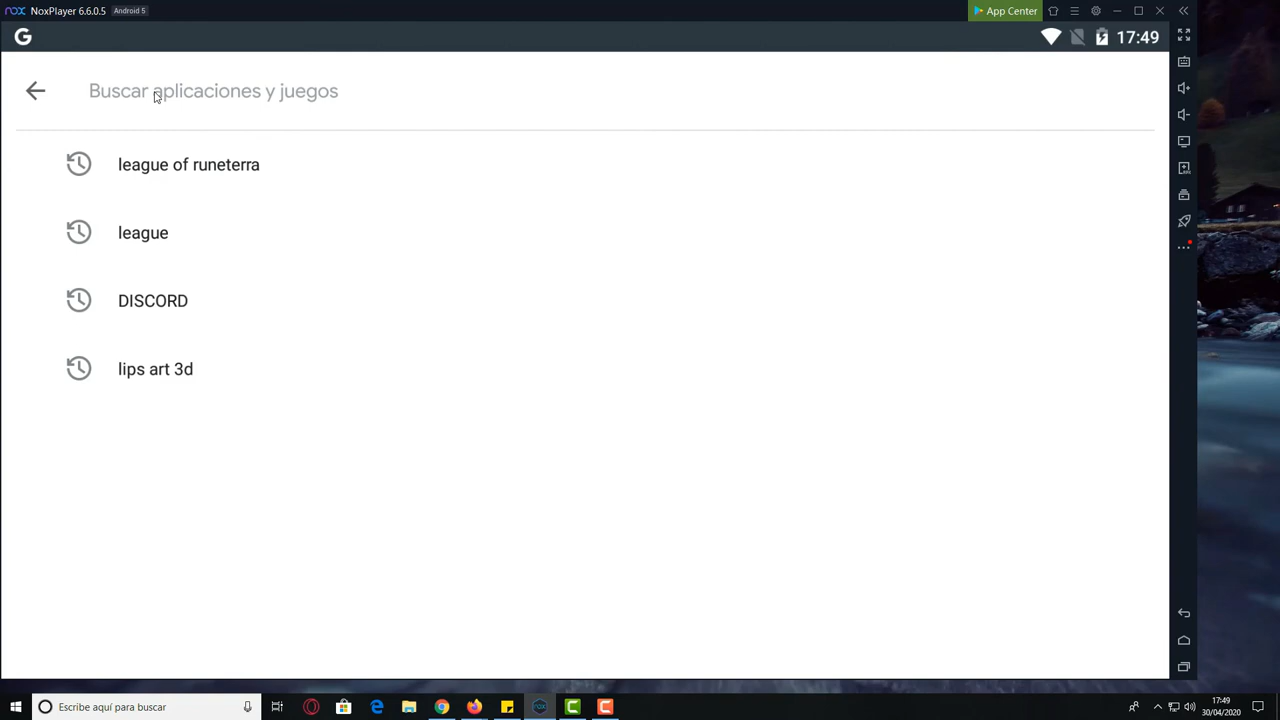 nox NoxPlayer 6.6.0.5 Android 5 App Center
G 17:49
Buscar aplicaciones y juegos
league of runeterra
league
DISCORD
lips art 3d
Escribe aquí para buscar
17:49
30/04/2020